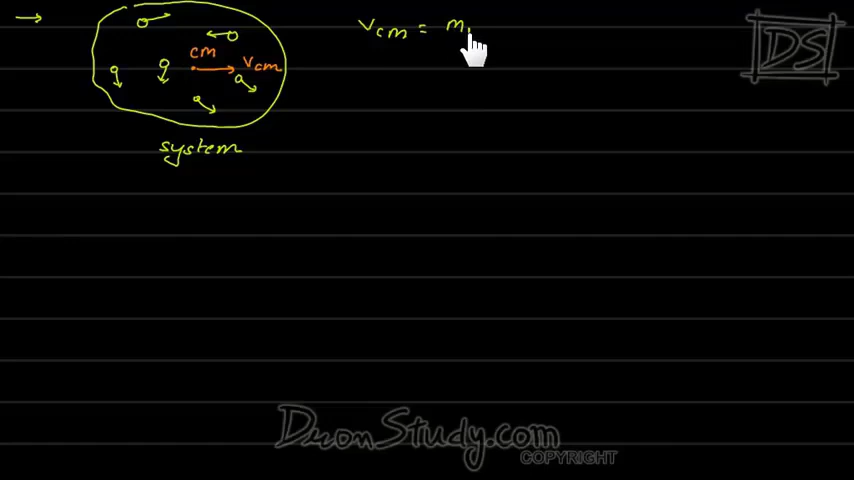 →
cm
Vcm
system
Vcm = m,
DS
DronStudy.com
COPYRIGHT